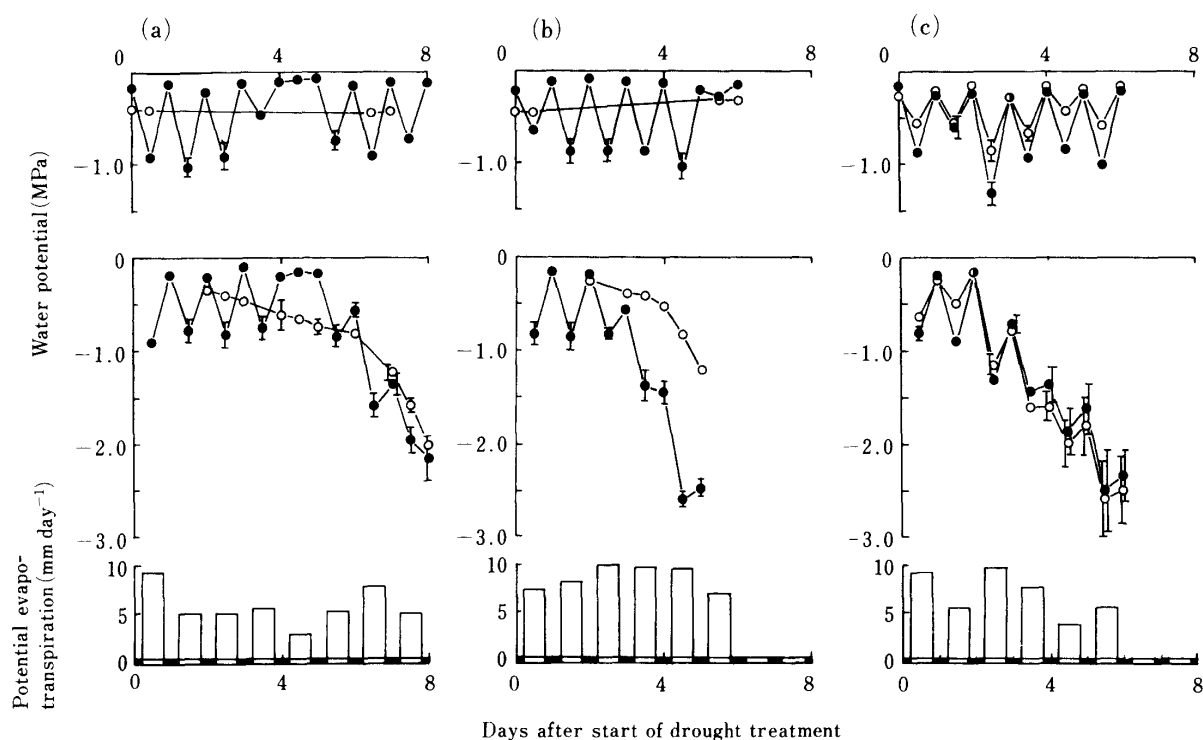 (a) (b) (c)
0 4 8 0 4 8 0 4 8
−1.0 −1.0 −1.0
Water potential (MPa)
0 0 0
−1.0 −1.0 −1.0
−2.0 −2.0 −2.0
−3.0 −3.0 −3.0
Potential evapo-
transpiration (mm day⁻¹)
10 10 10
5 5 5
0 0 0
0 4 8 0 4 8 0 4 8
Days after start of drought treatment